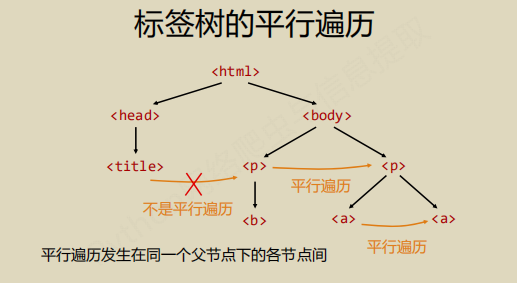 标签树的平行遍历
<html>
<head>
<body>
<title>
<p>
<p>
不是平行遍历
平行遍历
<b>
<a>
<a>
平行遍历
平行遍历发生在同一个父节点下的各节点间